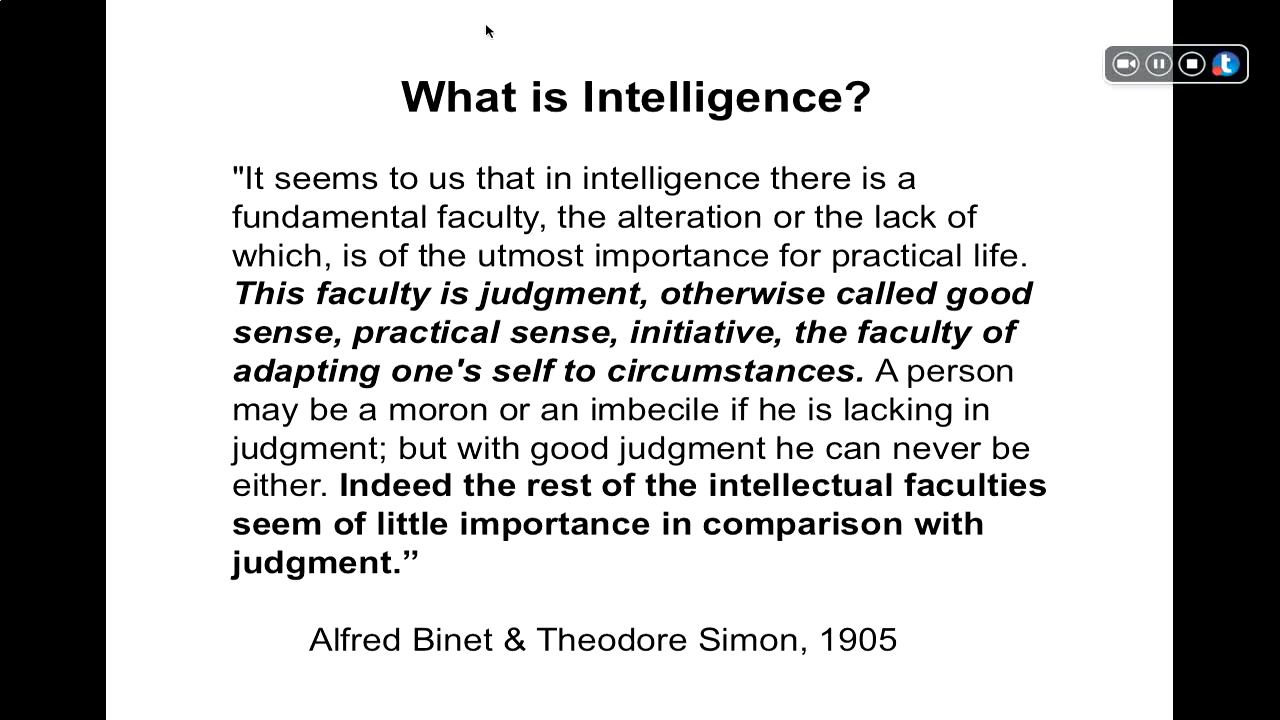 What is Intelligence?
"It seems to us that in intelligence there is a
fundamental faculty, the alteration or the lack of
which, is of the utmost importance for practical life.
This faculty is judgment, otherwise called good
sense, practical sense, initiative, the faculty of
adapting one's self to circumstances. A person
may be a moron or an imbecile if he is lacking in
judgment; but with good judgment he can never be
either. Indeed the rest of the intellectual faculties
seem of little importance in comparison with
judgment.”
Alfred Binet & Theodore Simon, 1905
t